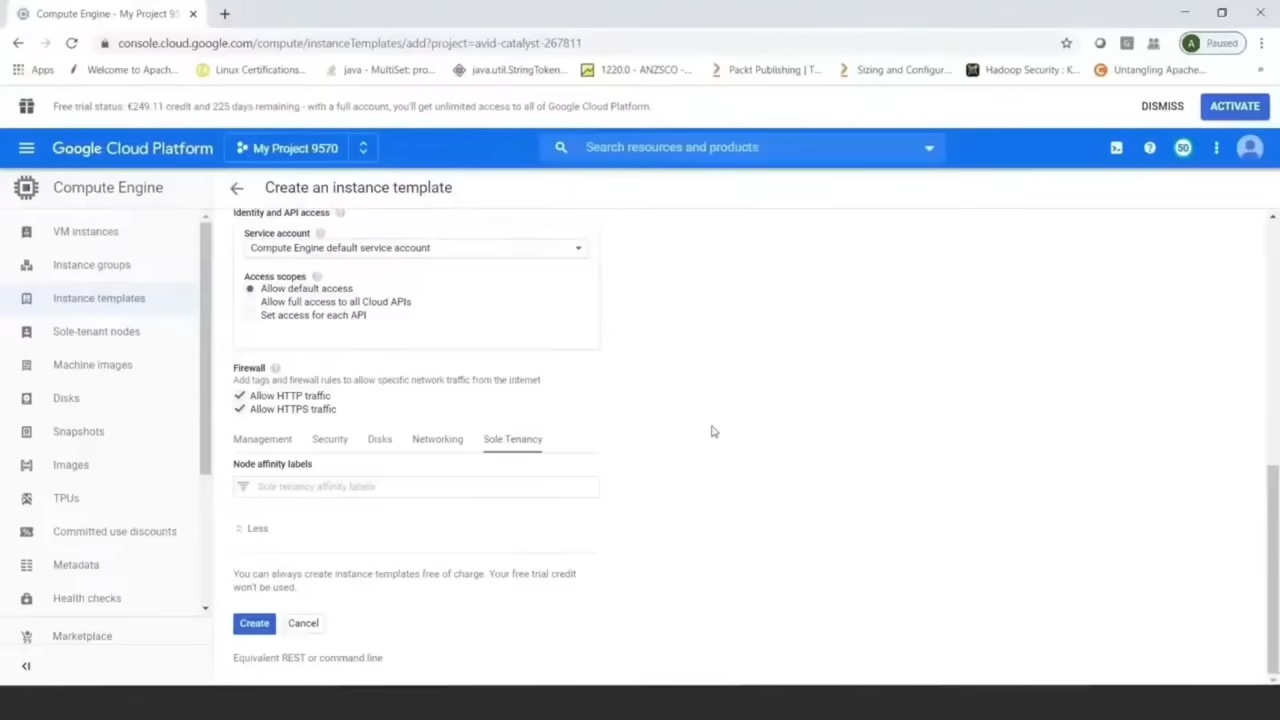 Compute Engine - My Project 95
console.cloud.google.com/compute/instanceTemplates/add?project=avid-catalyst-267811
A Paused
Apps Welcome to Apach... Linux Certifications... java - MultiSet: pro... java.util.StringToken... 1220.0 - ANZSCO -... Packt Publishing | T... Sizing and Configur... Hadoop Security : K... Untangling Apache... »
Free trial status: €249.11 credit and 225 days remaining - with a full account, you'll get unlimited access to all of Google Cloud Platform. DISMISS ACTIVATE
Google Cloud Platform My Project 9570 Search resources and products 50
Compute Engine
Create an instance template
VM instances
Instance groups
Instance templates
Sole-tenant nodes
Machine images
Disks
Snapshots
Images
TPUs
Committed use discounts
Metadata
Health checks
Marketplace
Identity and API access
Service account
Compute Engine default service account
Access scopes
Allow default access
Allow full access to all Cloud APIs
Set access for each API
Firewall
Add tags and firewall rules to allow specific network traffic from the internet
Allow HTTP traffic
Allow HTTPS traffic
Management Security Disks Networking Sole Tenancy
Node affinity labels
Sole tenancy affinity labels
Less
You can always create instance templates free of charge. Your free trial credit
won't be used.
Create Cancel
Equivalent REST or command line